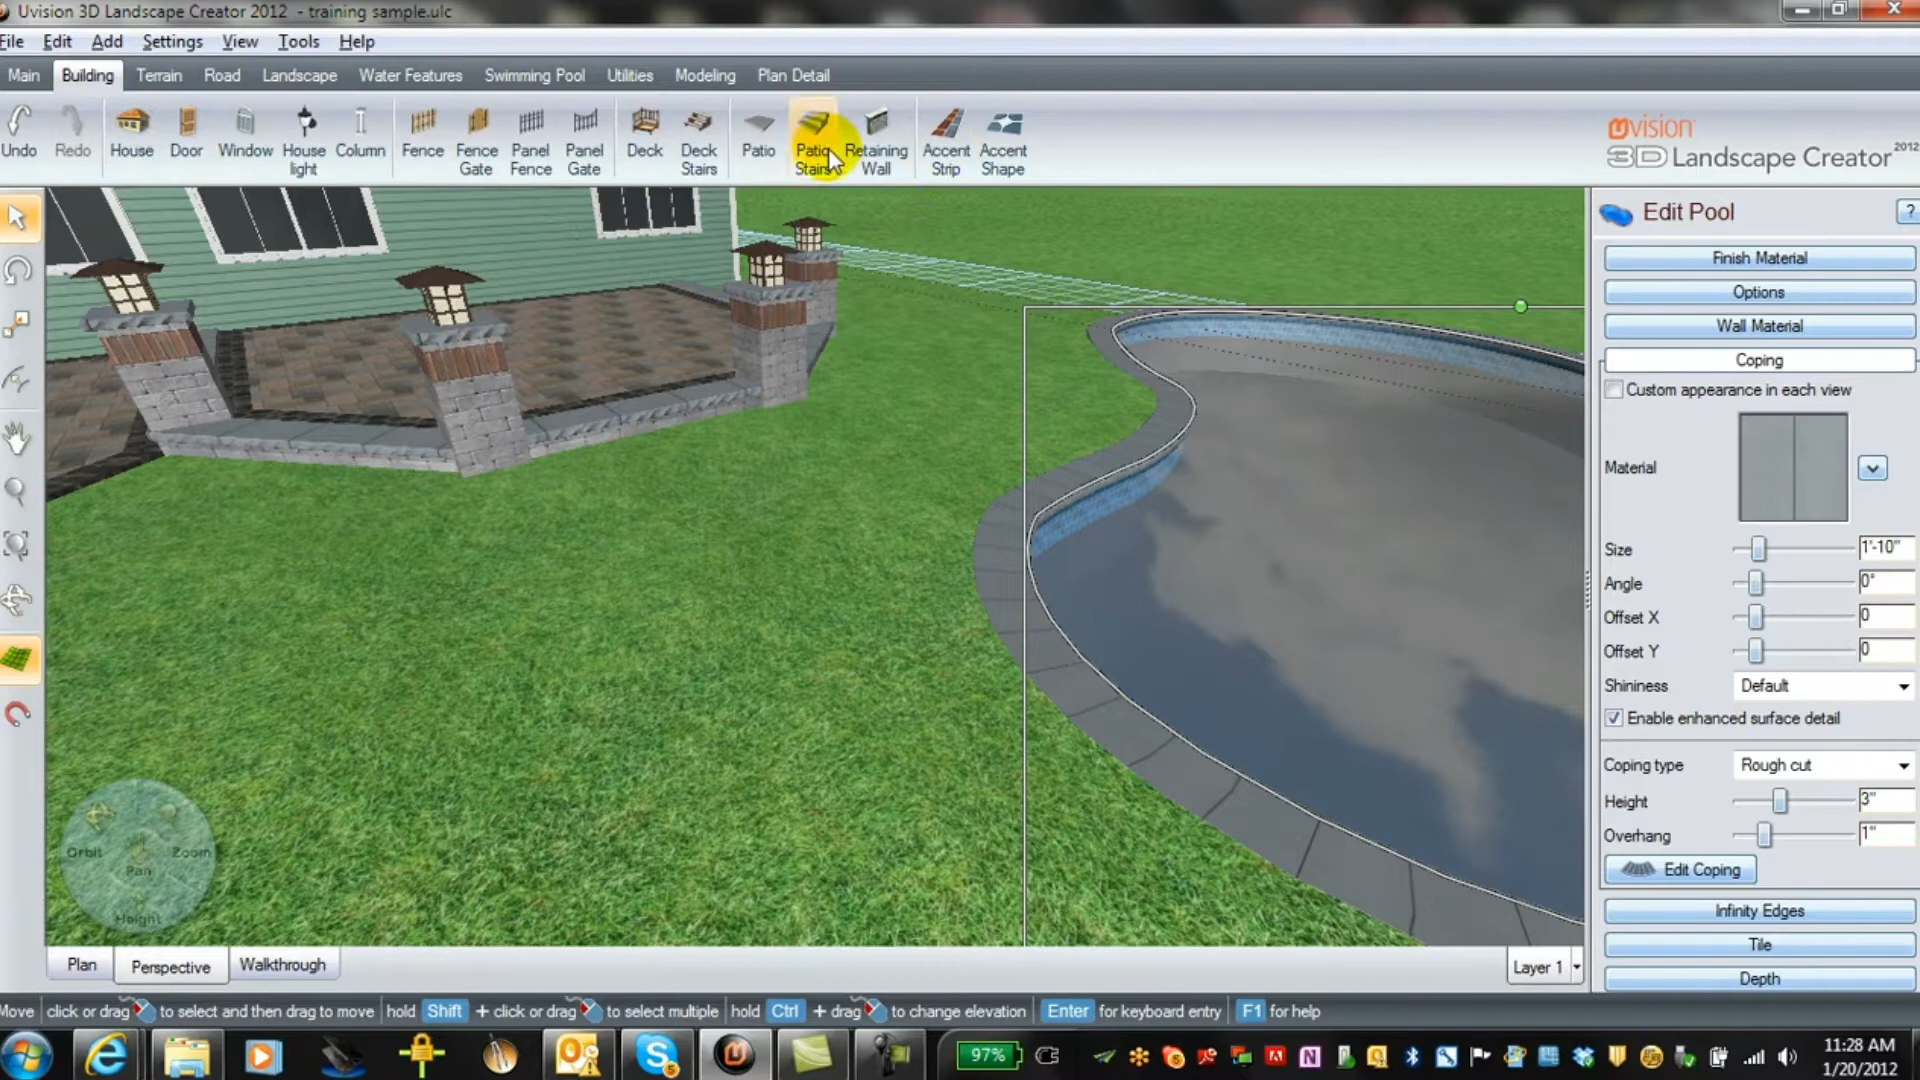 Uvision 3D Landscape Creator 2012 - training sample.ulc
File Edit Add Settings View Tools Help
Main Building Terrain Road Landscape Water Features Swimming Pool Utilities Modeling Plan Detail
Undo Redo House Door Window House light Column Fence Fence Gate Panel Fence Panel Gate Deck Deck Stairs Patio Patio Stairs Retaining Wall Accent Strip Accent Shape
uvision
3D Landscape Creator 2012
Edit Pool ?
Finish Material
Options
Wall Material
Coping
Custom appearance in each view
Material
Size 1'-10"
Angle 0°
Offset X 0
Offset Y 0
Shininess Default
Enable enhanced surface detail
Coping type Rough cut
Height 3"
Overhang 1"
Edit Coping
Infinity Edges
Tile
Depth
Orbit Zoom
Pan
Height
Plan Perspective Walkthrough
Layer 1
Move click or drag to select and then drag to move hold Shift + click or drag to select multiple hold Ctrl + drag to change elevation Enter for keyboard entry F1 for help
97%
11:28 AM
1/20/2012